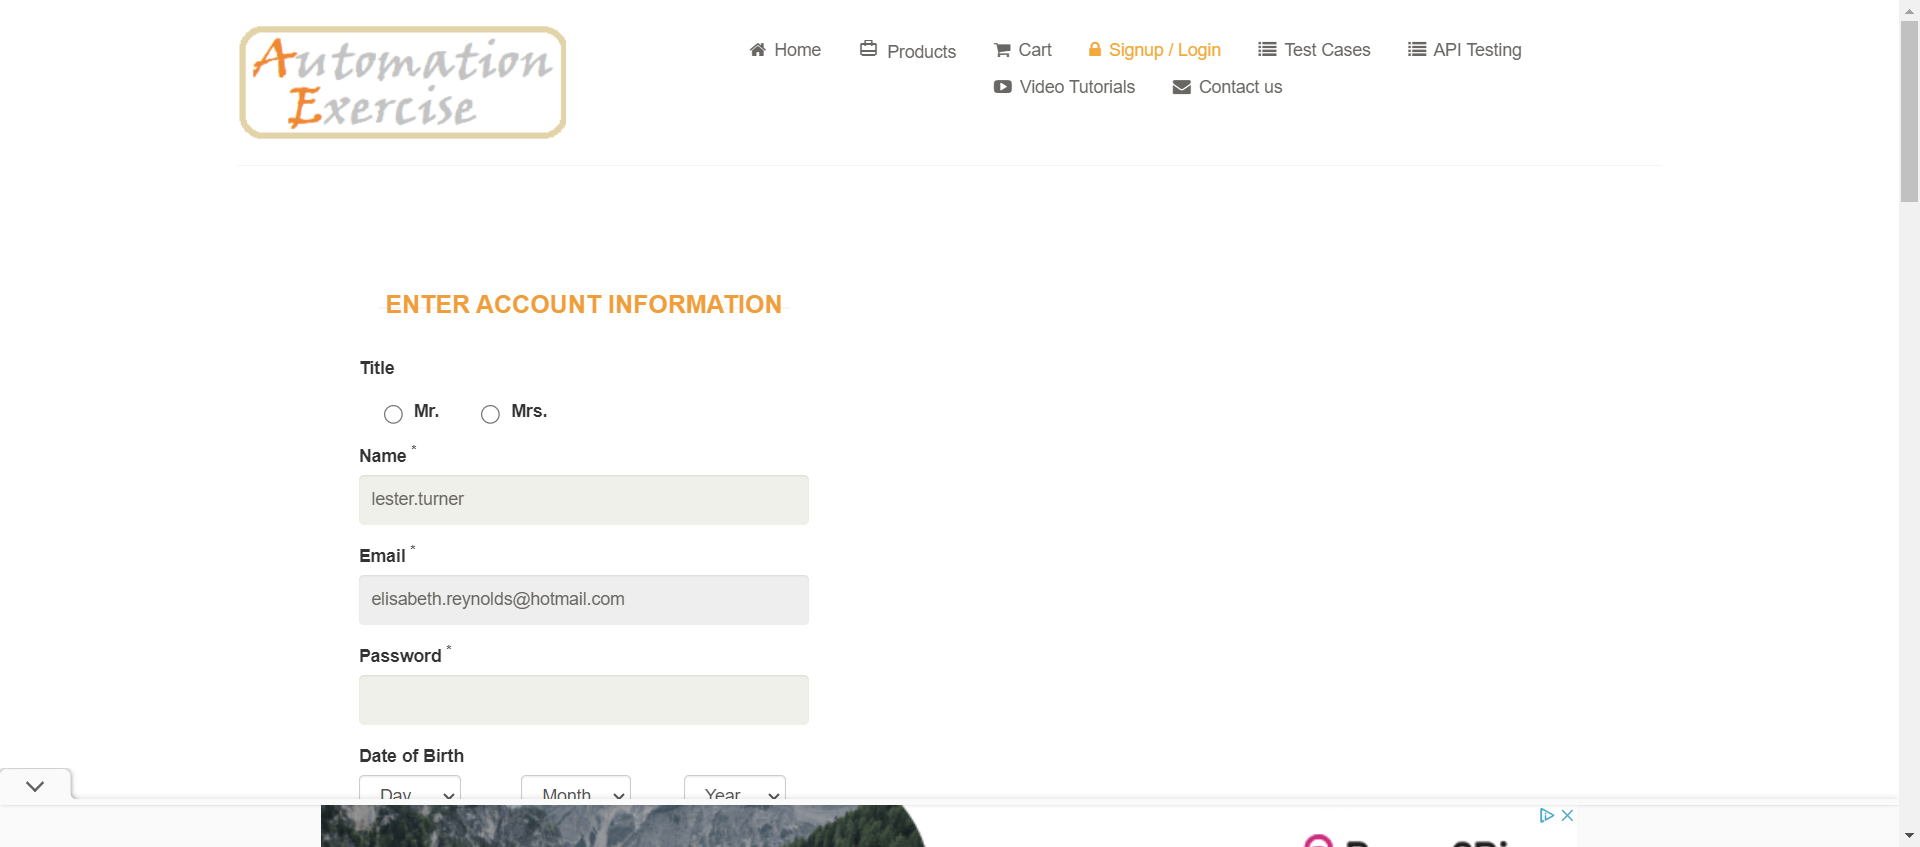 Automation
Exercise
Home
Products
Cart
Signup / Login
Test Cases
API Testing
Video Tutorials
Contact us
ENTER ACCOUNT INFORMATION
Title
Mr.
Mrs.
Name *
lester.turner
Email *
elisabeth.reynolds@hotmail.com
Password *
Date of Birth
Day
Month
Year